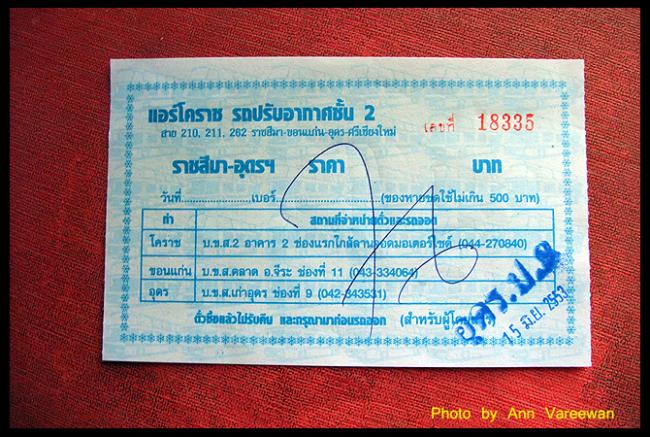 แอร์โคราช รถปรับอากาศชั้น 2
สาย 210, 211, 262 ราชสีมา-ขอนแก่น-อุดร-ศรีเชียงใหม่
เลขที่ 18335
ราชสีมา-อุดรฯ ราคา บาท
วันที่....................เบอร์....................(ของหายชดใช้ไม่เกิน 500 บาท)
ท่า สถานที่จำหน่ายตั๋วและรถออก
โคราช บ.ข.ส.2 อาคาร 2 ช่องแรกใกล้ลานจอดมอเตอร์ไซด์ (044-270840)
ขอนแก่น บ.ข.ส.ตลาด อ.จีระ ช่องที่ 11 (043-334064)
อุดร บ.ข.ส.เก่าอุดร ช่องที่ 9 (042-343531)
ตั๋วซื้อแล้วไม่รับคืน และกรุณามาก่อนรถออก (สำหรับผู้โดยสาร)
15 มิ.ย. 2553
Photo by Ann Vareewan